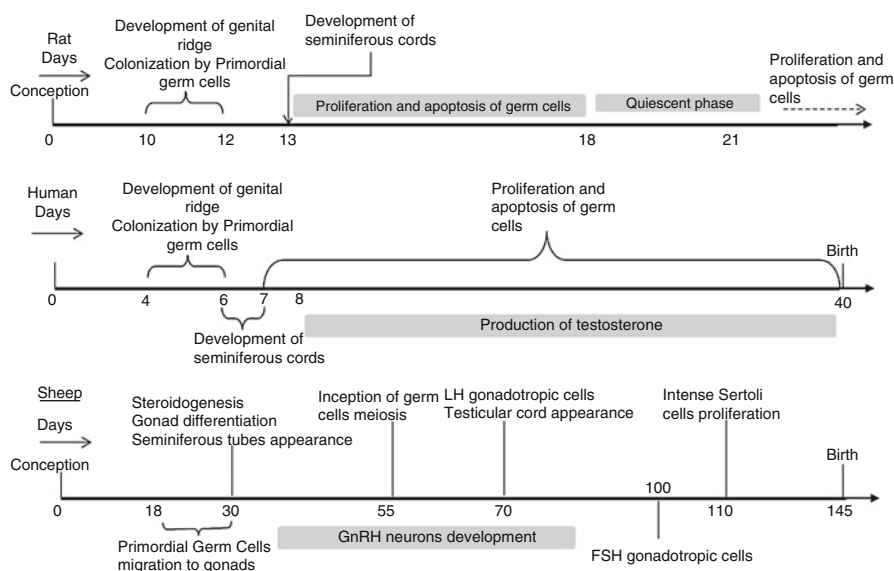 Rat
Days
Conception
Development of genital
ridge
Colonization by Primordial
germ cells
Development of
seminiferous cords
Proliferation and apoptosis of germ cells
Quiescent phase
Proliferation and
apoptosis of germ
cells
0
10
12
13
18
21
Human
Days
Development of genital
ridge
Colonization by Primordial
germ cells
Proliferation and
apoptosis of germ
cells
Birth
0
4
6
7
8
40
Development of
seminiferous cords
Production of testosterone
Sheep
Days
Conception
Steroidogenesis
Gonad differentiation
Seminiferous tubes appearance
Inception of germ
cells meiosis
LH gonadotropic cells
Testicular cord appearance
Intense Sertoli
cells proliferation
Birth
0
18
30
55
70
100
110
145
Primordial Germ Cells
migration to gonads
GnRH neurons development
FSH gonadotropic cells